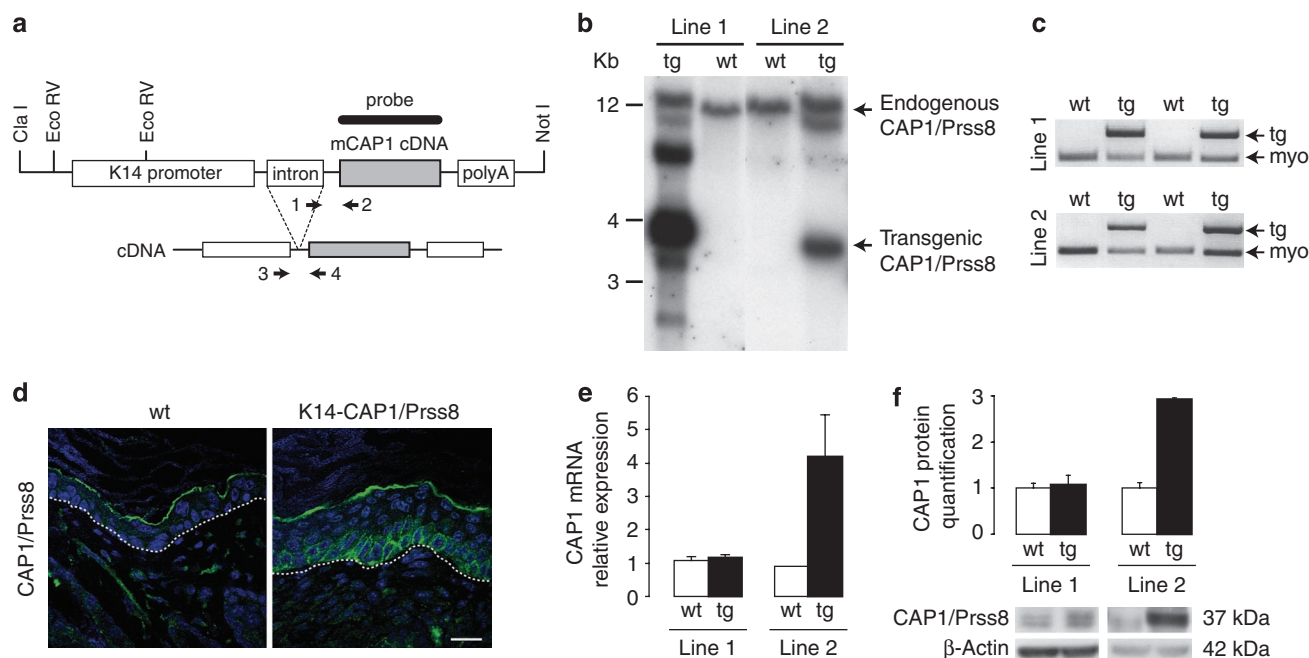 a
Cla I
Eco RV
Eco RV
Not I
probe
mCAP1 cDNA
K14 promoter
intron
polyA
1
2
cDNA
3
4
b
Line 1
Line 2
Kb
tg
wt
wt
tg
12
4
3
Endogenous
CAP1/Prss8
Transgenic
CAP1/Prss8
c
wt
tg
wt
tg
Line 1
tg
myo
wt
tg
wt
tg
Line 2
tg
myo
d
wt
K14-CAP1/Prss8
CAP1/Prss8
e
CAP1 mRNA
relative expression
6
5
4
3
2
1
0
wt
tg
wt
tg
Line 1
Line 2
f
CAP1 protein
quantification
3
2
1
0
wt
tg
wt
tg
Line 1
Line 2
CAP1/Prss8
37 kDa
β-Actin
42 kDa